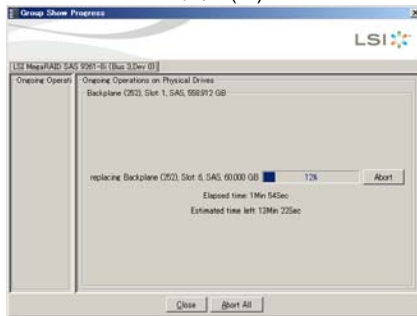 Group Show Progress
LSI
LSI MegaRAID SAS 9261-8i (Bus 3,Dev 0)
Ongoing Operati
Ongoing Operations on Physical Drives
Backplane (252), Slot 1, SAS, 558.912 GB
replacing Backplane (252), Slot 6, SAS, 60.000 GB
12%
Abort
Elapsed time: 1Min 54Sec
Estimated time left: 13Min 22Sec
Close
Abort All